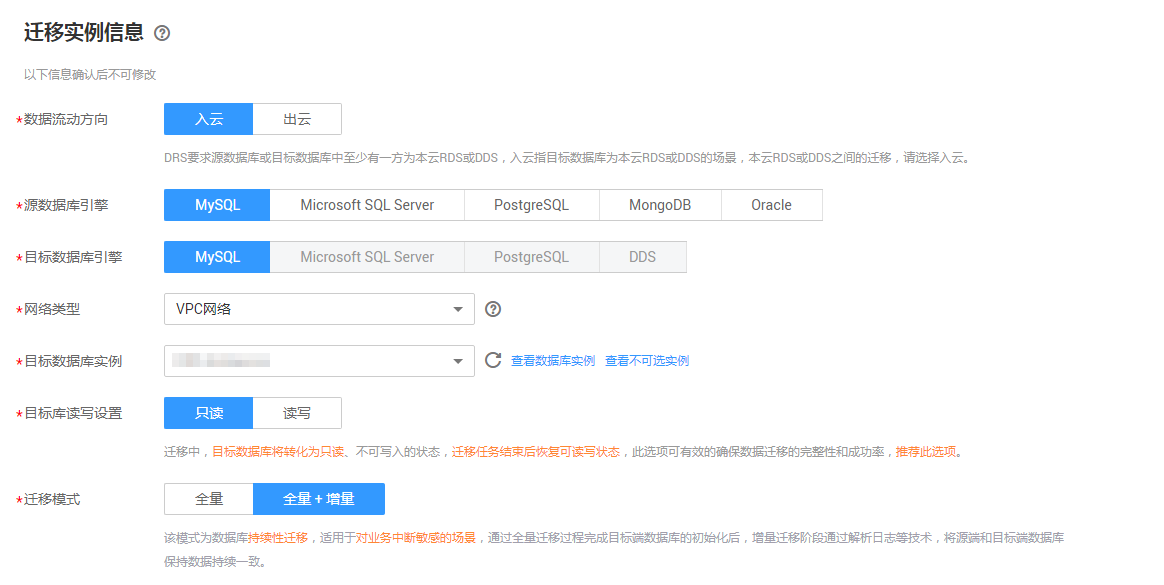 迁移实例信息 ?
以下信息确认后不可修改
*数据流动方向 入云 出云
DRS要求源数据库或目标数据库中至少有一方为本云RDS或DDS，入云指目标数据库为本云RDS或DDS的场景，本云RDS或DDS之间的迁移，请选择入云。
*源数据库引擎 MySQL Microsoft SQL Server PostgreSQL MongoDB Oracle
*目标数据库引擎 MySQL Microsoft SQL Server PostgreSQL DDS
*网络类型 VPC网络 ?
*目标数据库实例 查看数据库实例 查看不可选实例
*目标库读写设置 只读 读写
迁移中，目标数据库将转化为只读、不可写入的状态，迁移任务结束后恢复可读写状态，此选项可有效的确保数据迁移的完整性和成功率，推荐此选项。
*迁移模式 全量 全量+增量
该模式为数据库持续性迁移，适用于对业务中断敏感的场景，通过全量迁移过程完成目标端数据库的初始化后，增量迁移阶段通过解析日志等技术，将源端和目标端数据库
保持数据持续一致。